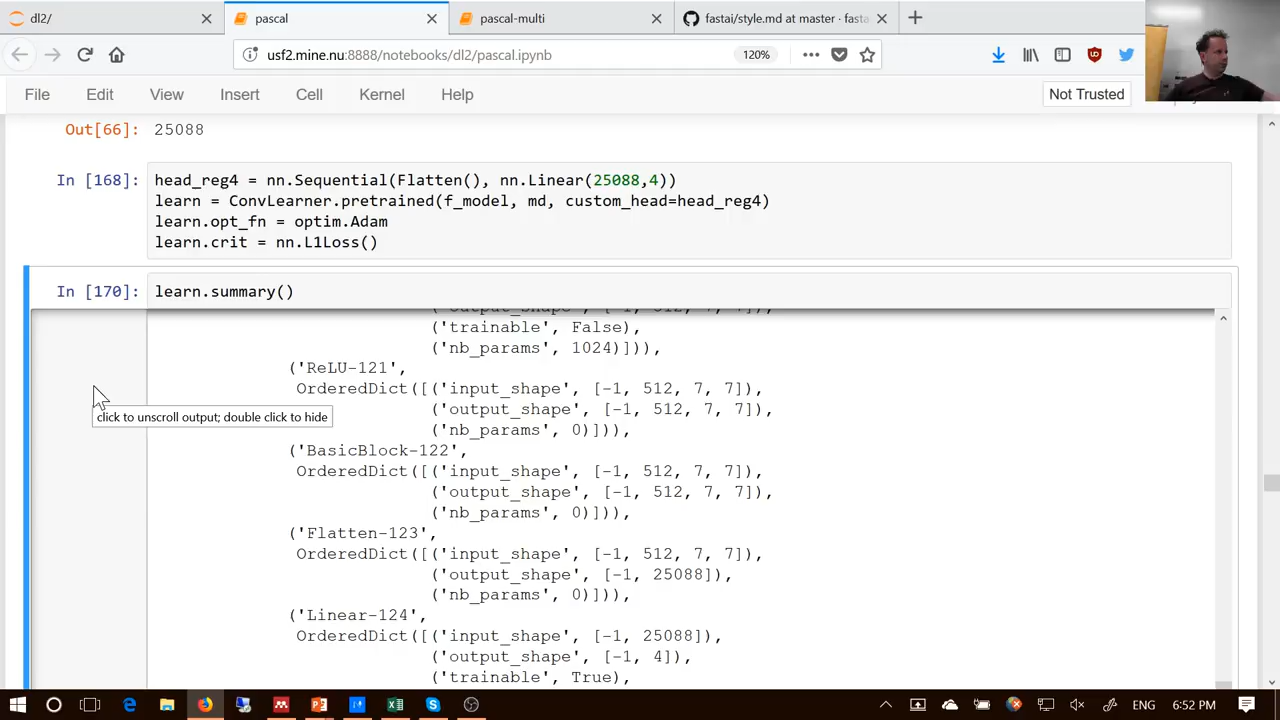 dl2/
pascal
pascal-multi
fastai/style.md at master · fasta
usf2.mine.nu:8888/notebooks/dl2/pascal.ipynb
120%
File Edit View Insert Cell Kernel Help
Not Trusted
Out[66]: 25088
In [168]: head_reg4 = nn.Sequential(Flatten(), nn.Linear(25088,4))
learn = ConvLearner.pretrained(f_model, md, custom_head=head_reg4)
learn.opt_fn = optim.Adam
learn.crit = nn.L1Loss()
In [170]: learn.summary()
('output_shape', [-1, 512, 7, 7]),
('trainable', False),
('nb_params', 1024)])),
('ReLU-121',
OrderedDict([('input_shape', [-1, 512, 7, 7]),
('output_shape', [-1, 512, 7, 7]),
('nb_params', 0)])),
('BasicBlock-122',
OrderedDict([('input_shape', [-1, 512, 7, 7]),
('output_shape', [-1, 512, 7, 7]),
('nb_params', 0)])),
('Flatten-123',
OrderedDict([('input_shape', [-1, 512, 7, 7]),
('output_shape', [-1, 25088]),
('nb_params', 0)])),
('Linear-124',
OrderedDict([('input_shape', [-1, 25088]),
('output_shape', [-1, 4]),
('trainable', True),
click to unscroll output; double click to hide
ENG 6:52 PM